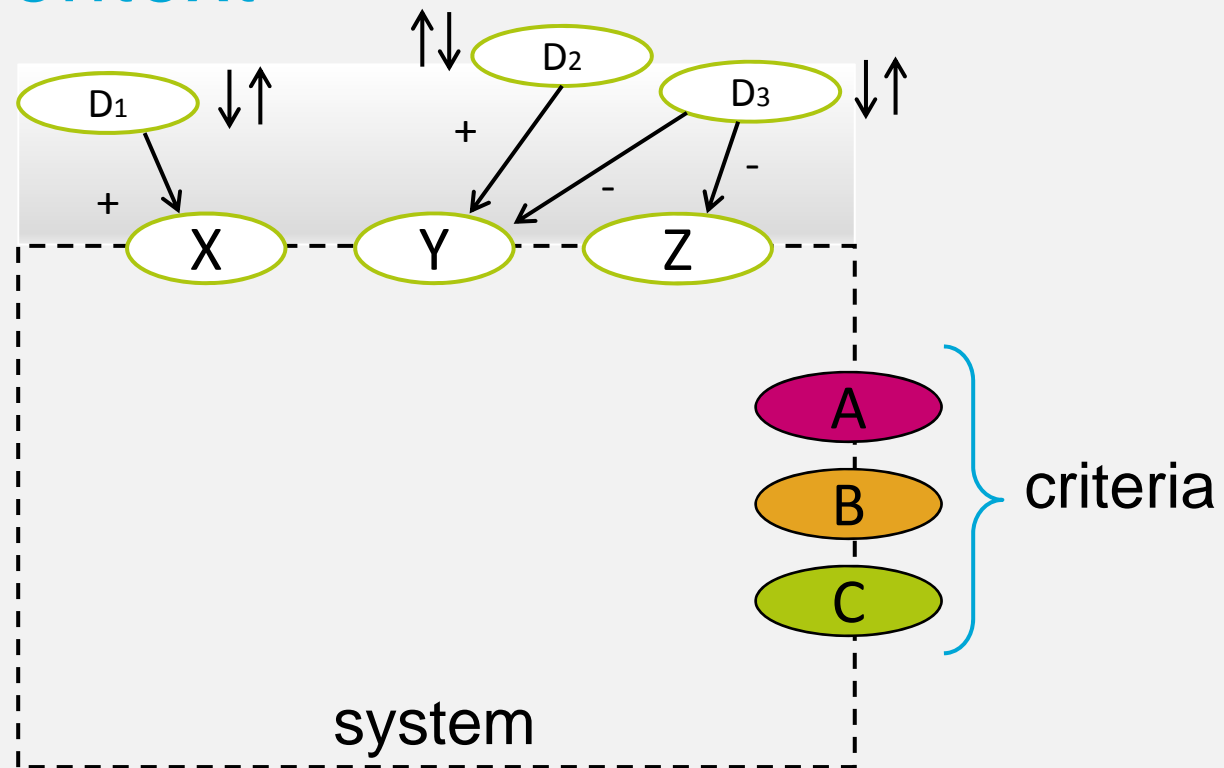 D2
D1
D3
+
+
-
-
X Y Z
A
B
criteria
C
system